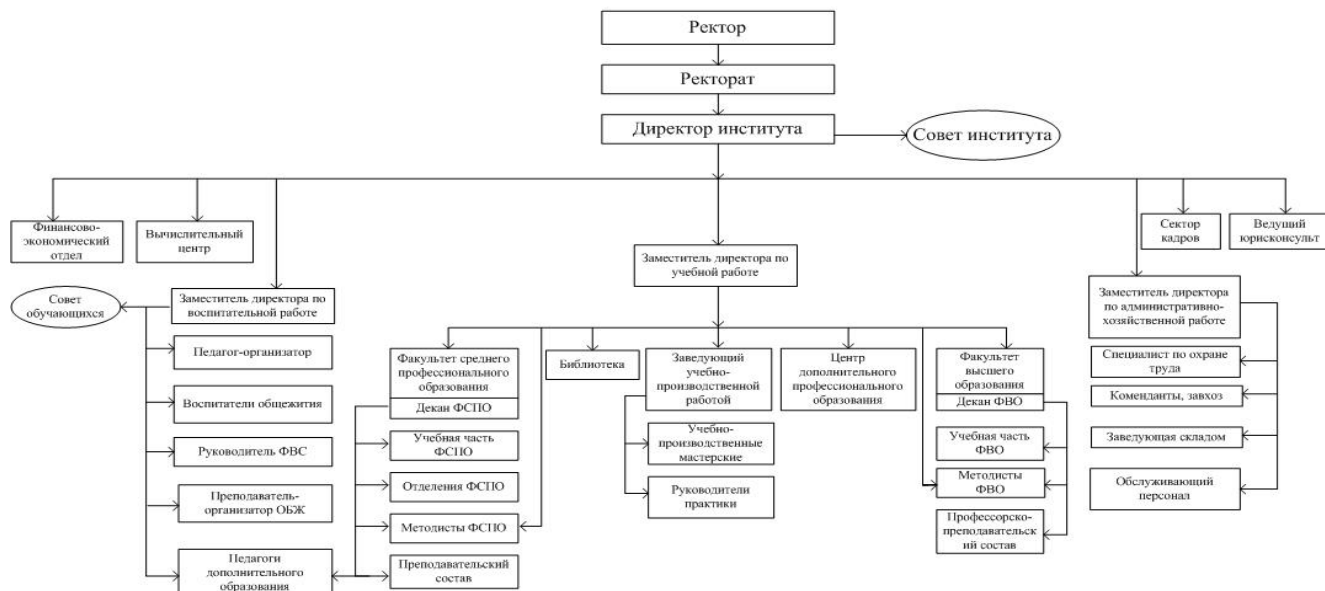 Ректор
Ректорат
Директор института
Совет института
Финансово-
экономический
отдел
Вычислительный
центр
Сектор
кадров
Ведущий
юрисконсульт
Заместитель директора по
учебной работе
Совет
обучающихся
Заместитель директора по
воспитательной работе
Заместитель директора
по административно-
хозяйственной работе
Педагог-организатор
Воспитатели общежития
Руководитель ФВС
Преподаватель-
организатор ОБЖ
Педагоги
дополнительного
образования
Факультет среднего
профессионального
образования
Декан ФСПО
Учебная часть
ФСПО
Отделения ФСПО
Методисты ФСПО
Преподавательский
состав
Библиотека
Заведующий
учебно-
производственной
работой
Учебно-
производственные
мастерские
Руководители
практики
Центр
дополнительного
профессионального
образования
Факультет
высшего
образования
Декан ФВО
Учебная часть
ФВО
Методисты
ФВО
Профессорско-
преподавательск
ий состав
Специалист по охране
труда
Коменданты, завхоз
Заведующая складом
Обслуживающий
персонал